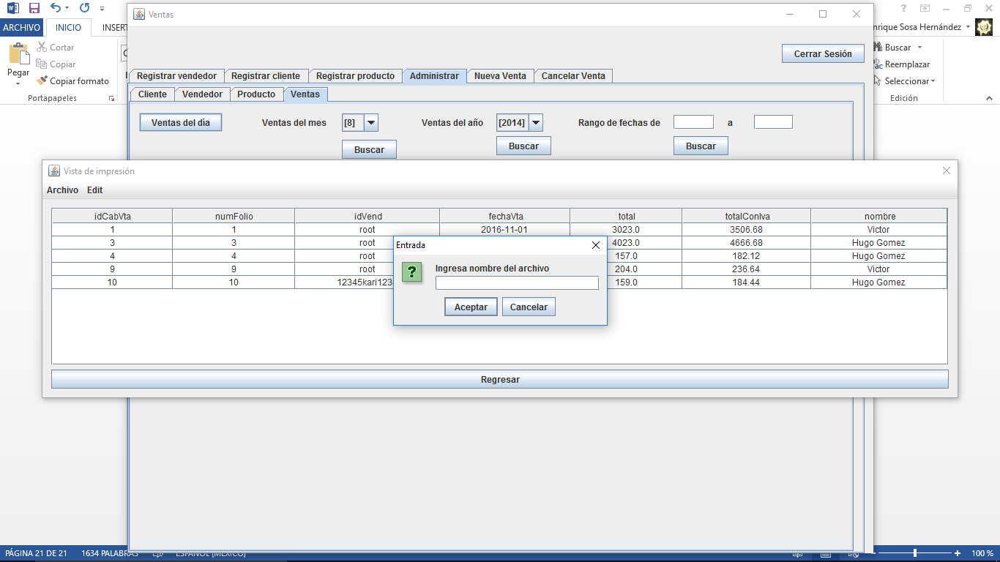 Ventas
ARCHIVO INICIO
Enrique Sosa Hernández
Cortar
Copiar
Copiar formato
Pegar
Portapapeles
Buscar
Reemplazar
Seleccionar
Edición
Cerrar Sesión
Registrar vendedor Registrar cliente Registrar producto Administrar Nueva Venta Cancelar Venta
Cliente Vendedor Producto Ventas
Ventas del día Ventas del mes [8] Ventas del año [2014] Rango de fechas de a
Buscar Buscar Buscar
Vista de impresión
Archivo Edit
idCabVta numFolio idVend fechaVta total totalConIva nombre
1 1 root 2016-11-01 3023.0 3506.68 Victor
3 3 root 4023.0 4666.68 Hugo Gomez
4 4 root 157.0 182.12 Hugo Gomez
9 9 root 204.0 236.64 Victor
10 10 12345kari123 159.0 184.44 Hugo Gomez
Entrada
Ingresa nombre del archivo
Aceptar Cancelar
Regresar
PÁGINA 21 DE 21 1634 PALABRAS ESPAÑOL (MÉXICO) 100 %